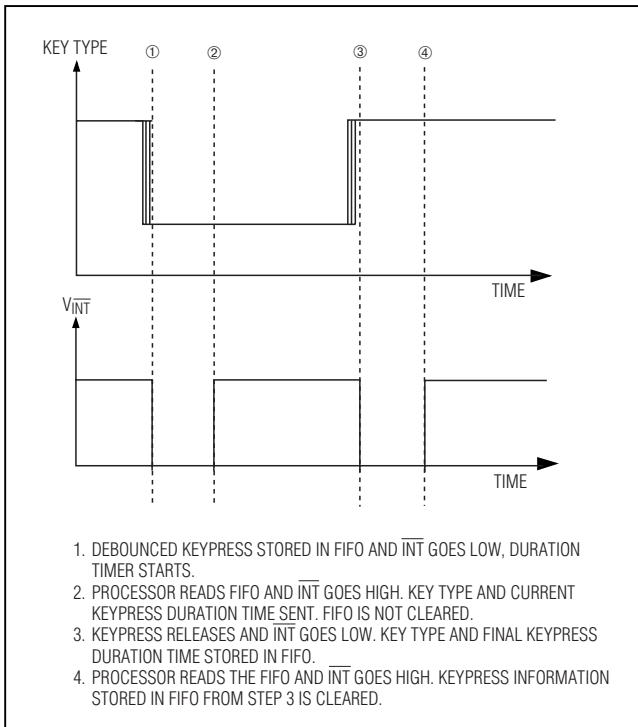 KEY TYPE
① ② ③ ④
TIME
VINT
TIME
1. DEBOUNCED KEYPRESS STORED IN FIFO AND INT GOES LOW, DURATION
TIMER STARTS.
2. PROCESSOR READS FIFO AND INT GOES HIGH. KEY TYPE AND CURRENT
KEYPRESS DURATION TIME SENT. FIFO IS NOT CLEARED.
3. KEYPRESS RELEASES AND INT GOES LOW. KEY TYPE AND FINAL KEYPRESS
DURATION TIME STORED IN FIFO.
4. PROCESSOR READS THE FIFO AND INT GOES HIGH. KEYPRESS INFORMATION
STORED IN FIFO FROM STEP 3 IS CLEARED.